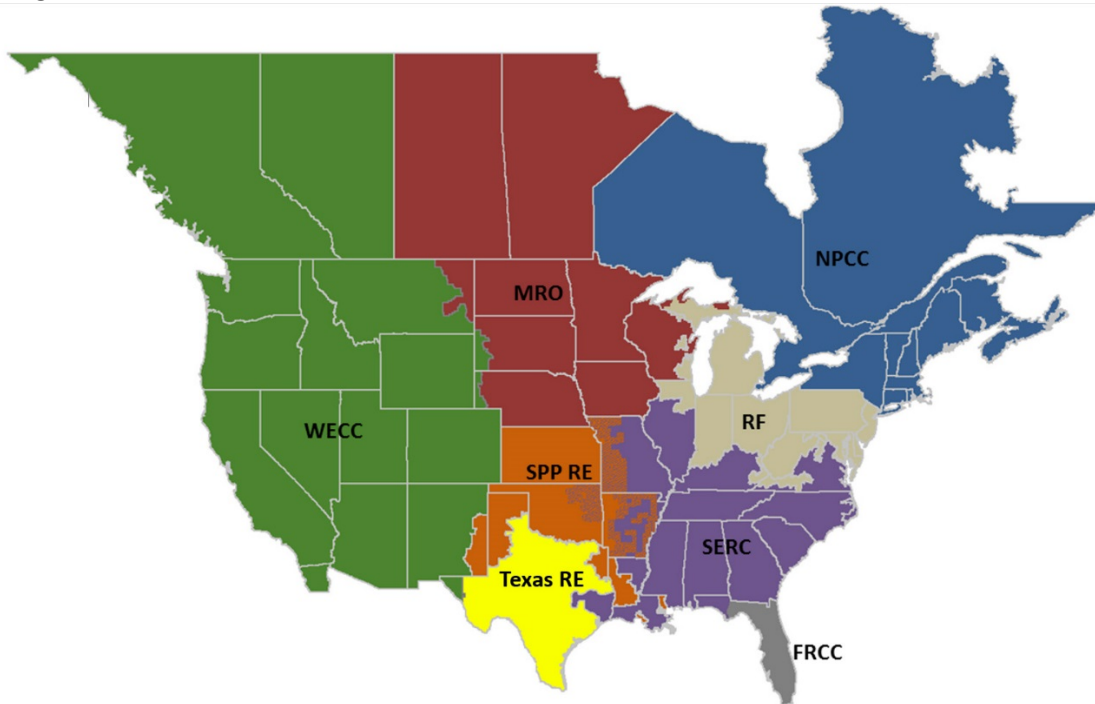 NPCC
MRO
WECC
RF
SPP RE
SERC
Texas RE
FRCC